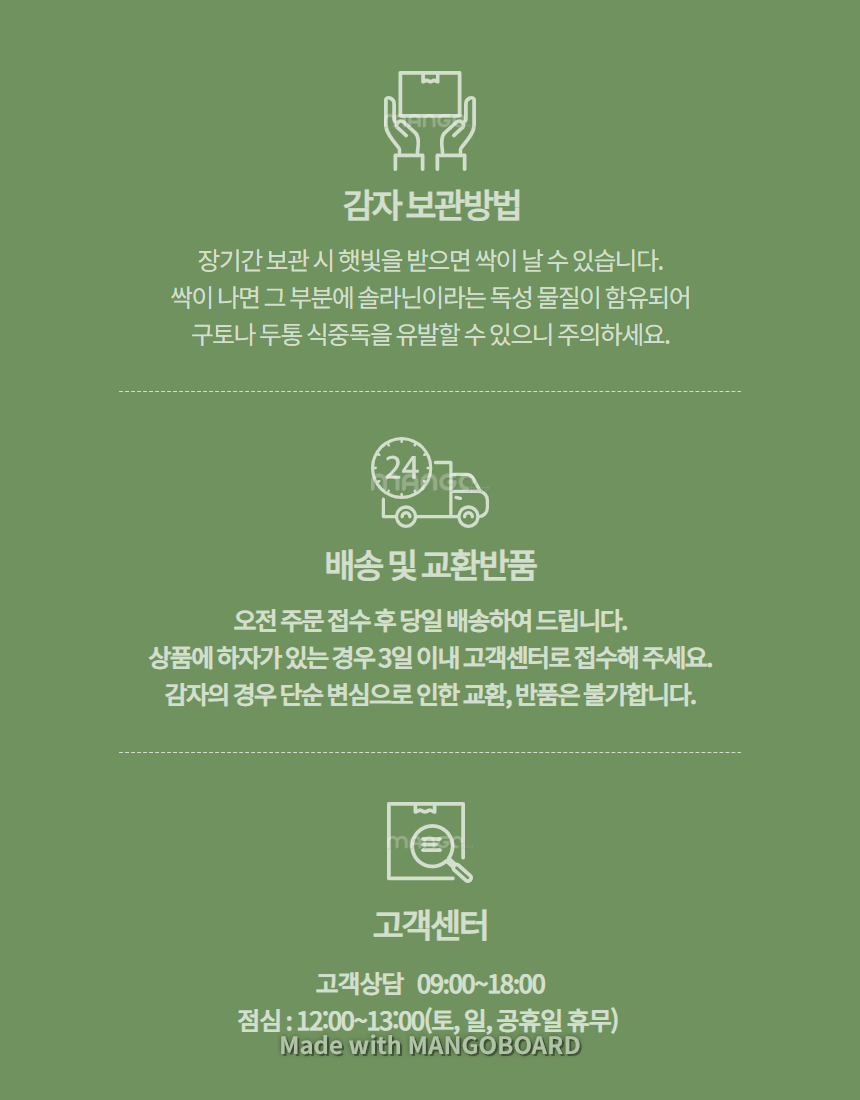 mango
감자 보관방법
장기간 보관 시 햇빛을 받으면 싹이 날 수 있습니다.
싹이 나면 그 부분에 솔라닌이라는 독성 물질이 함유되어
구토나 두통 식중독을 유발할 수 있으니 주의하세요.
24
mango
배송 및 교환반품
오전 주문 접수 후 당일 배송하여 드립니다.
상품에 하자가 있는 경우 3일 이내 고객센터로 접수해 주세요.
감자의 경우 단순 변심으로 인한 교환, 반품은 불가합니다.
mango
고객센터
고객상담 09:00~18:00
점심 : 12:00~13:00(토, 일, 공휴일 휴무)
Made with MANGOBOARD